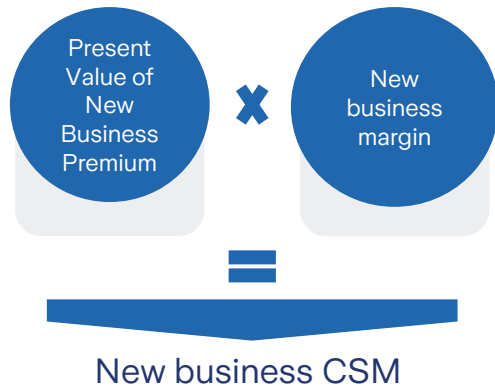 Present
Value of
New
Business
Premium
x
New
business
margin
=
New business CSM